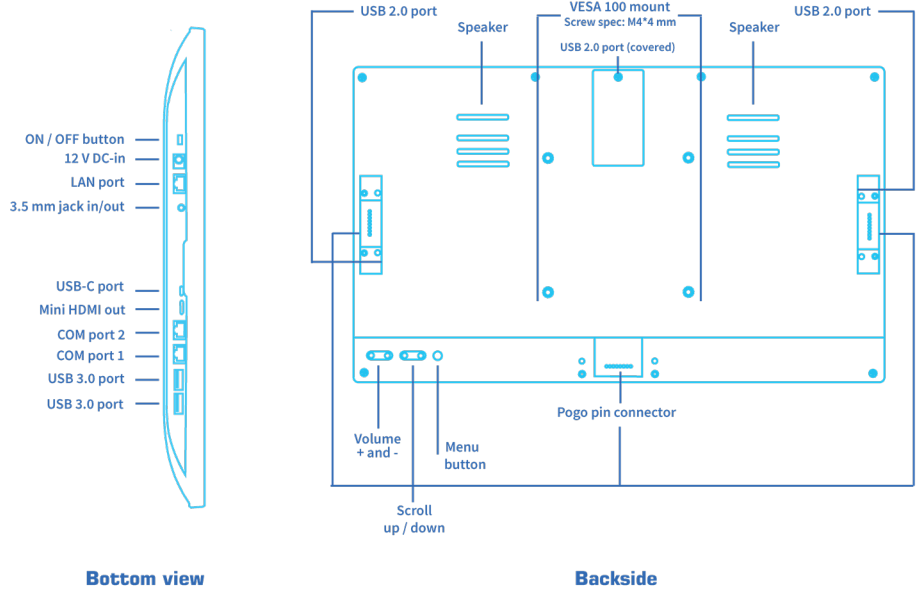 USB 2.0 port
VESA 100 mount
Screw spec: M4*4 mm
USB 2.0 port
Speaker
Speaker
USB 2.0 port (covered)
ON / OFF button
12 V DC-in
LAN port
3.5 mm jack in/out
USB-C port
Mini HDMI out
COM port 2
COM port 1
USB 3.0 port
USB 3.0 port
Pogo pin connector
Volume
+ and -
Menu
button
Scroll
up / down
Bottom view
Backside